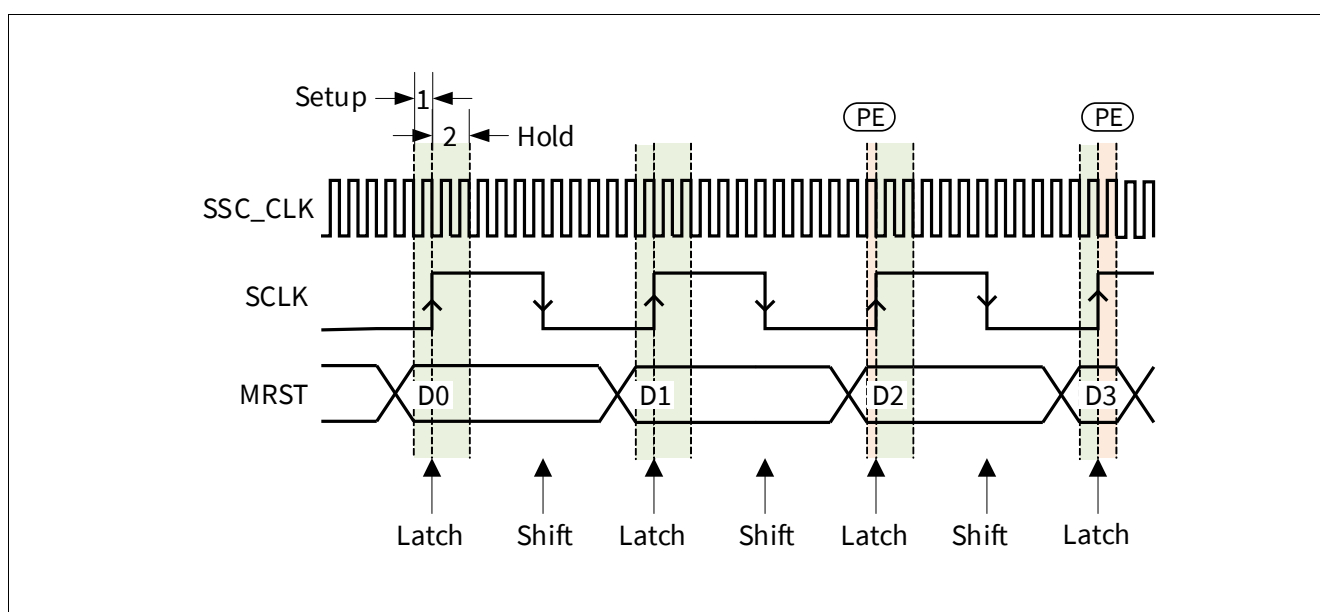 Setup 1
2 Hold
PE PE
SSC_CLK
SCLK
MRST D0 D1 D2 D3
Latch Shift Latch Shift Latch Shift Latch